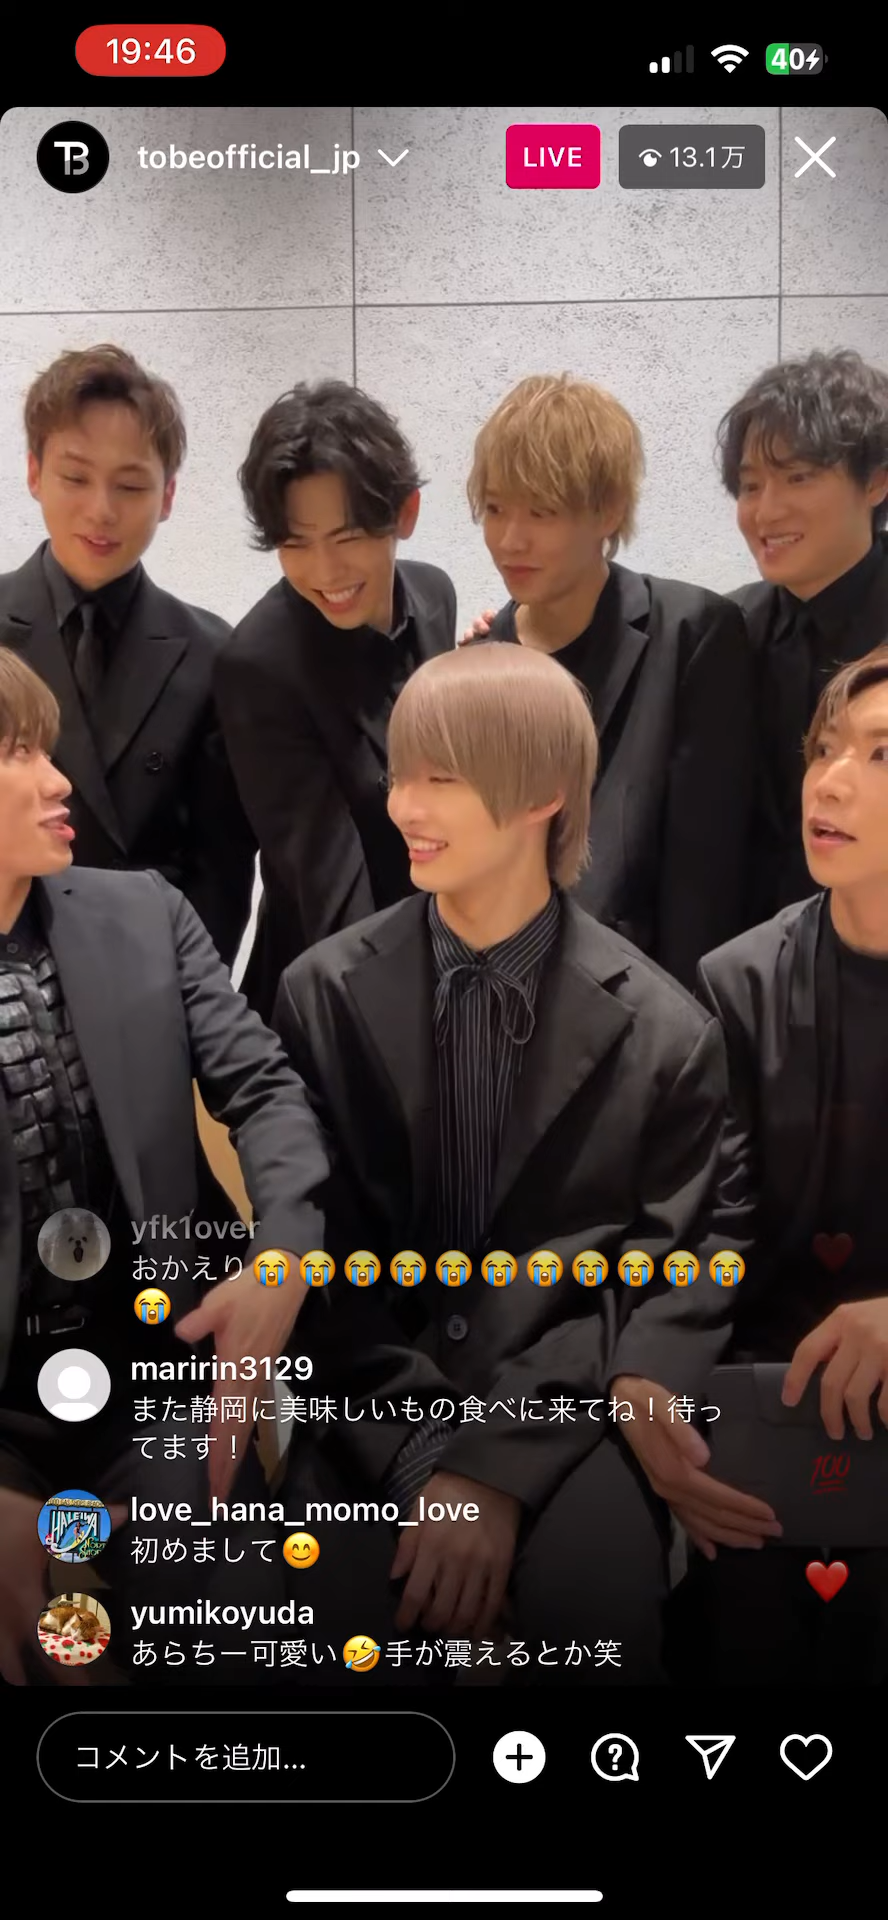 19:46
40
TB
tobeofficial_jp
LIVE
13.1万
yfk1over
おかえり😭😭😭😭😭😭😭😭😭😭😭
😭
maririn3129
また静岡に美味しいもの食べに来てね！待っ
てます！
100
love_hana_momo_love
初めまして😊
HALEIWA
yumikoyuda
あらちー可愛い🤣手が震えるとか笑
コメントを追加...